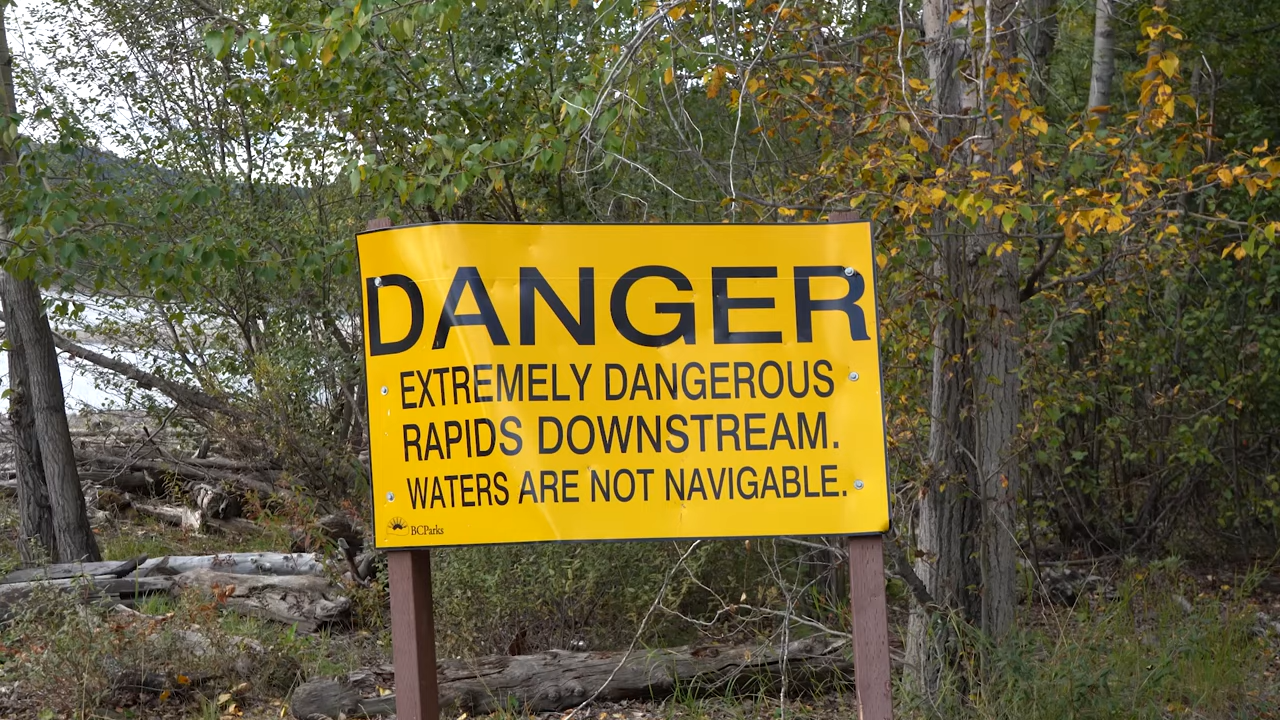 DANGER
EXTREMELY DANGEROUS
RAPIDS DOWNSTREAM.
WATERS ARE NOT NAVIGABLE.
BCParks